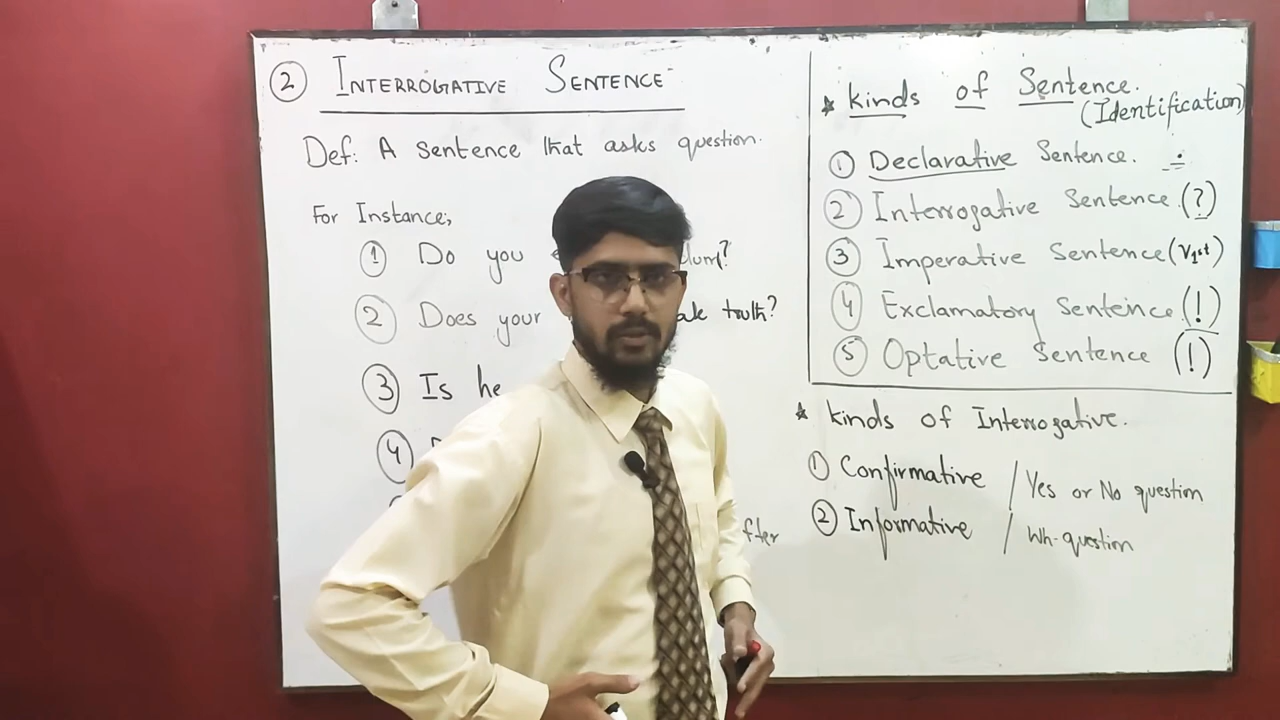 ② INTERROGATIVE SENTENCE
Def: A sentence that asks question.
For Instance,
① Do you
② Does your truth?
③ Is he
④
fter
* kinds of Sentence.
(Identification)
① Declarative Sentence.
② Interrogative Sentence (?)
③ Imperative Sentence (V1st)
④ Exclamatory Sentence (!)
⑤ Optative Sentence (!)
* kinds of Interrogative.
① Confirmative / Yes or No question
② Informative / Wh-question